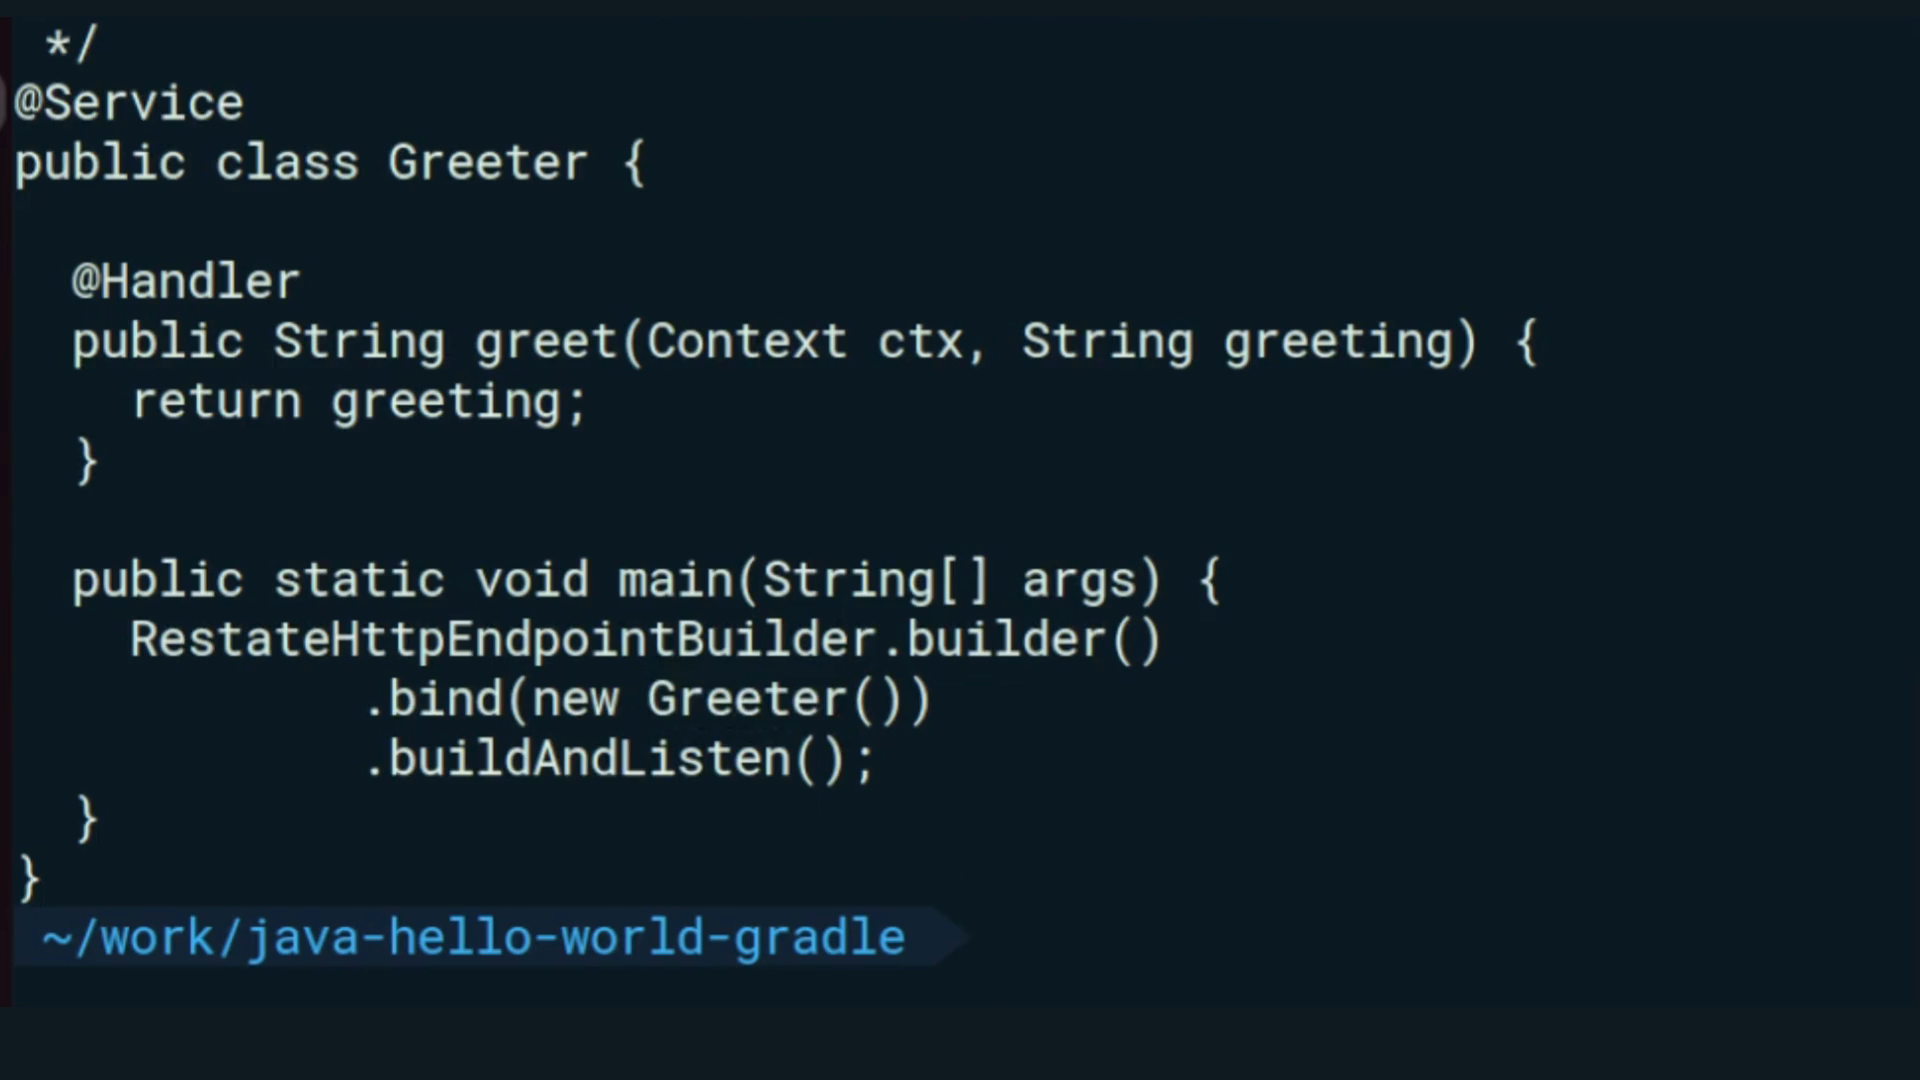 */
@Service
public class Greeter {
@Handler
public String greet(Context ctx, String greeting) {
return greeting;
}
public static void main(String[] args) {
RestateHttpEndpointBuilder.builder()
.bind(new Greeter())
.buildAndListen();
}
}
~/work/java-hello-world-gradle